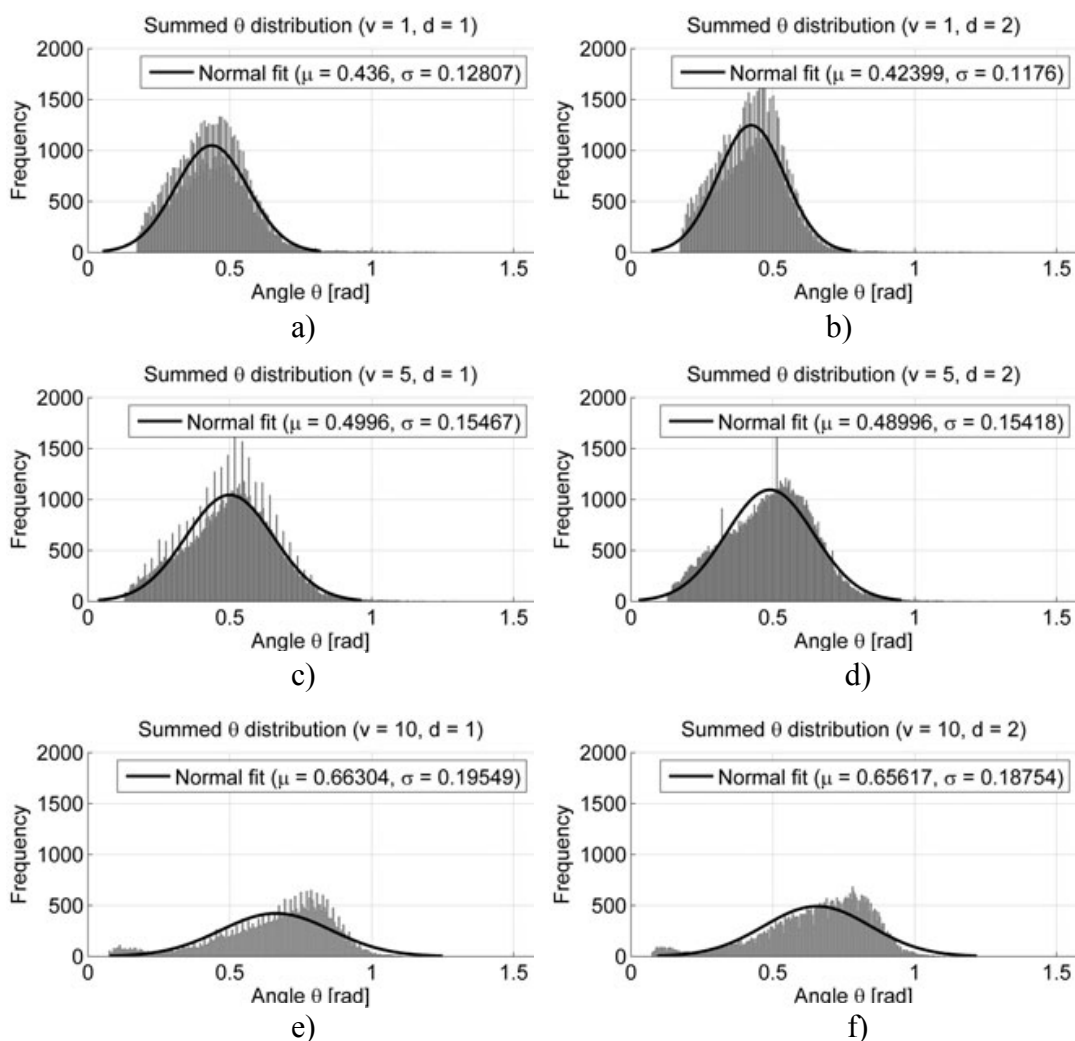 Summed θ distribution (v = 1, d = 1)
2000
1500
1000
500
0
Frequency
Normal fit (μ = 0.436, σ = 0.12807)
0 0.5 1 1.5
Angle θ [rad]
a)
Summed θ distribution (v = 1, d = 2)
2000
1500
1000
500
0
Frequency
Normal fit (μ = 0.42399, σ = 0.1176)
0 0.5 1 1.5
Angle θ [rad]
b)
Summed θ distribution (v = 5, d = 1)
2000
1500
1000
500
0
Frequency
Normal fit (μ = 0.4996, σ = 0.15467)
0 0.5 1 1.5
Angle θ [rad]
c)
Summed θ distribution (v = 5, d = 2)
2000
1500
1000
500
0
Frequency
Normal fit (μ = 0.48996, σ = 0.15418)
0 0.5 1 1.5
Angle θ [rad]
d)
Summed θ distribution (v = 10, d = 1)
2000
1500
1000
500
0
Frequency
Normal fit (μ = 0.66304, σ = 0.19549)
0 0.5 1 1.5
Angle θ [rad]
e)
Summed θ distribution (v = 10, d = 2)
2000
1500
1000
500
0
Frequency
Normal fit (μ = 0.65617, σ = 0.18754)
0 0.5 1 1.5
Angle θ [rad]
f)